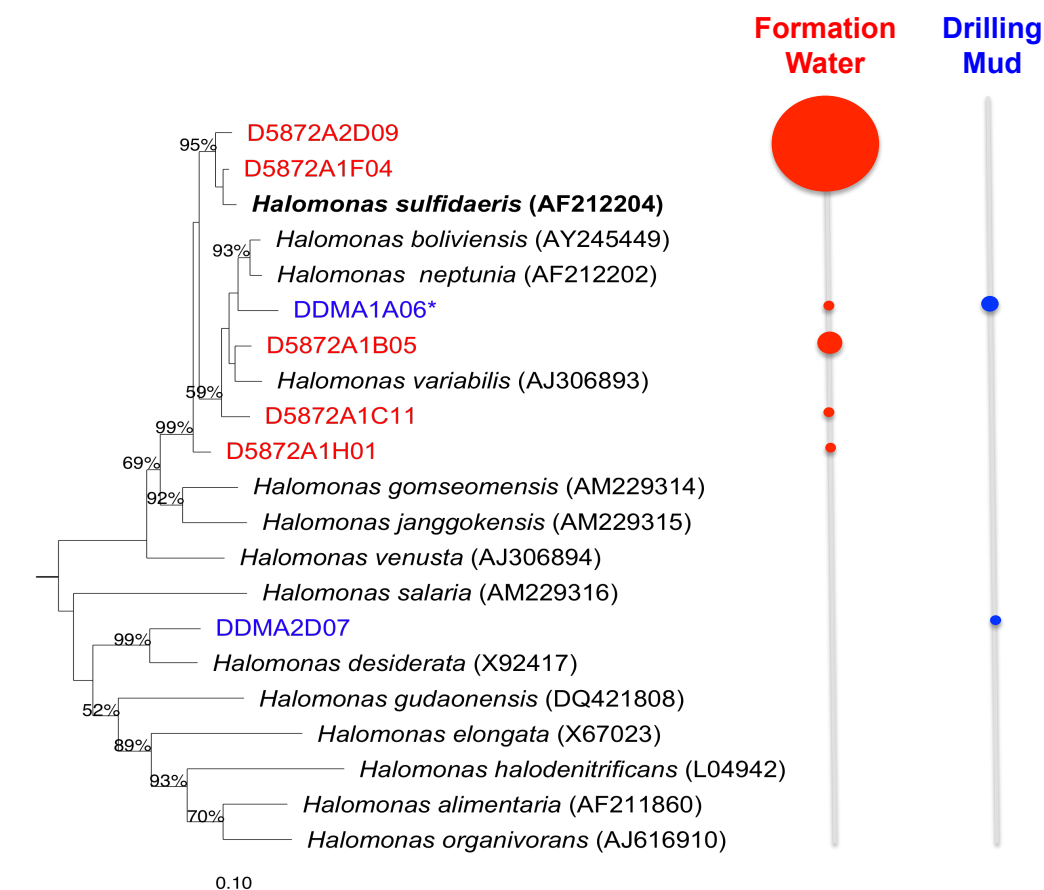 Formation Water
Drilling Mud
95%
D5872A2D09
D5872A1F04
Halomonas sulfidaeris (AF212204)
93%
Halomonas boliviensis (AY245449)
Halomonas neptunia (AF212202)
DDMA1A06*
D5872A1B05
59%
Halomonas variabilis (AJ306893)
D5872A1C11
99%
D5872A1H01
69%
92%
Halomonas gomseomensis (AM229314)
Halomonas janggokensis (AM229315)
Halomonas venusta (AJ306894)
Halomonas salaria (AM229316)
DDMA2D07
99%
Halomonas desiderata (X92417)
Halomonas gudaonensis (DQ421808)
52%
Halomonas elongata (X67023)
89%
Halomonas halodenitrificans (L04942)
93%
Halomonas alimentaria (AF211860)
70%
Halomonas organivorans (AJ616910)
0.10